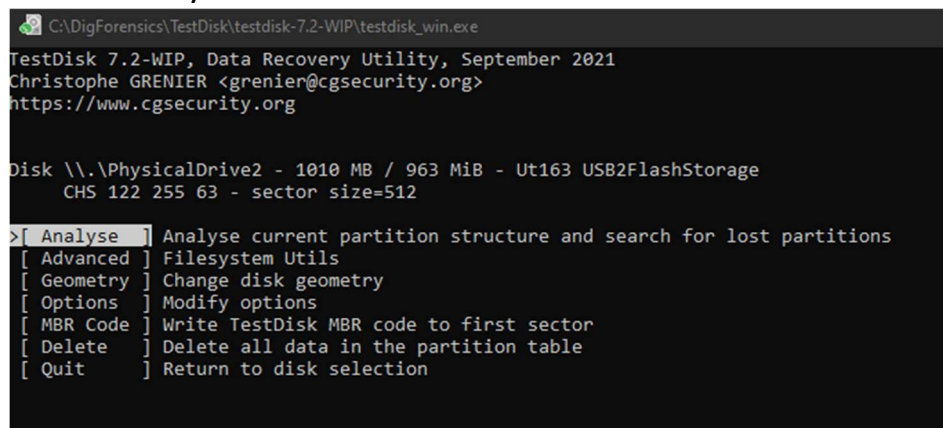 C:\DigForensics\TestDisk\testdisk-7.2-WIP\testdisk_win.exe
TestDisk 7.2-WIP, Data Recovery Utility, September 2021
Christophe GRENIER <grenier@cgsecurity.org>
https://www.cgsecurity.org
Disk \\.\PhysicalDrive2 - 1010 MB / 963 MiB - Ut163 USB2FlashStorage
CHS 122 255 63 - sector size=512
>[ Analyse  ] Analyse current partition structure and search for lost partitions
[ Advanced ] Filesystem Utils
[ Geometry ] Change disk geometry
[ Options  ] Modify options
[ MBR Code ] Write TestDisk MBR code to first sector
[ Delete   ] Delete all data in the partition table
[ Quit     ] Return to disk selection